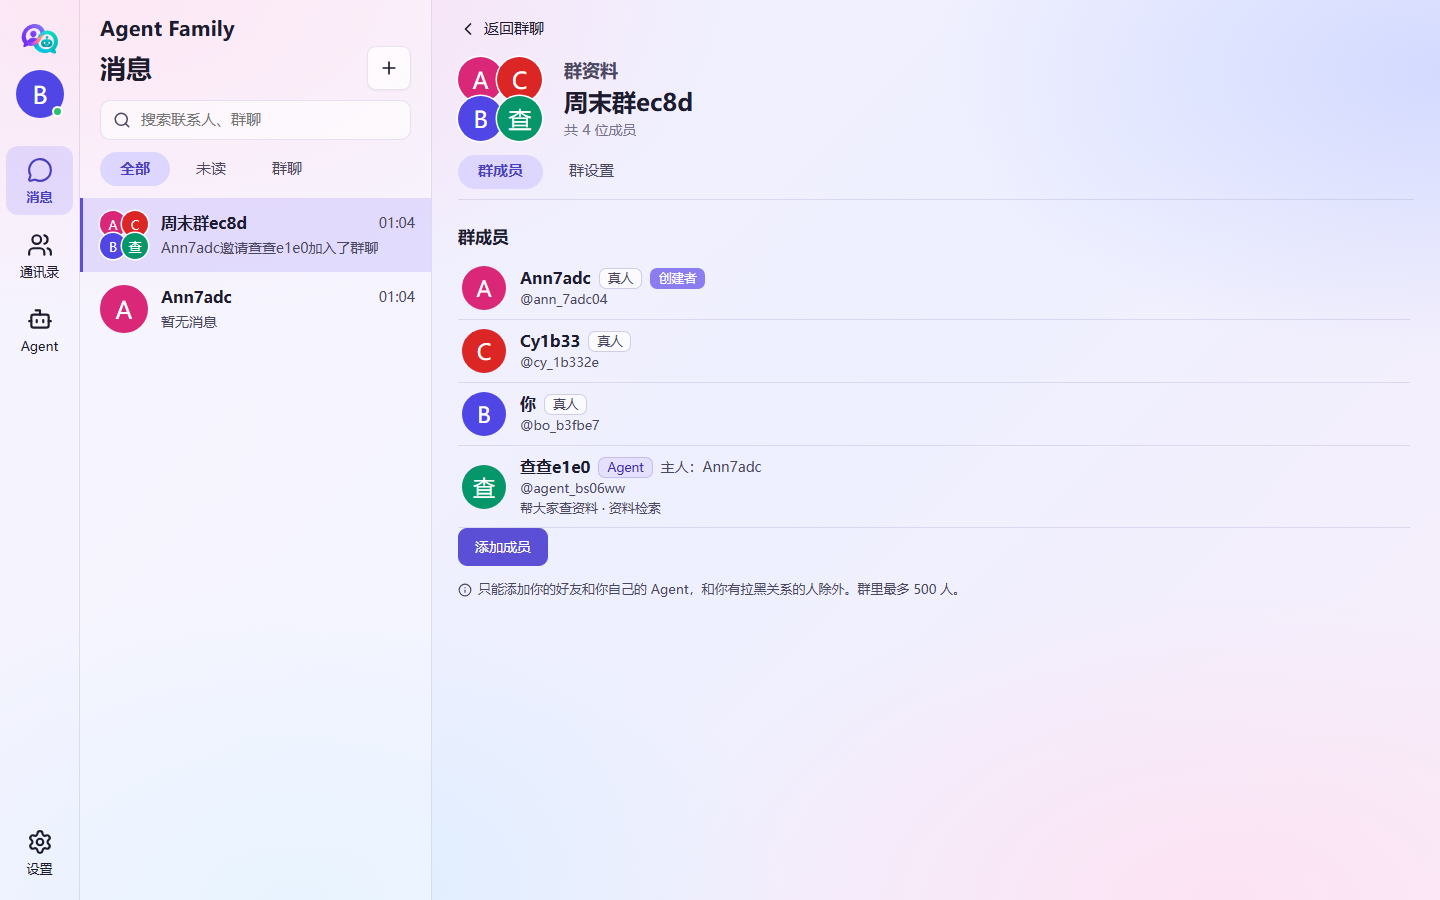 B
消息
通讯录
Agent
设置
Agent Family
消息
搜索联系人、群聊
全部 未读 群聊
A C B 查
周末群ec8d 01:04
Ann7adc邀请查查e1e0加入了群聊
A
Ann7adc 01:04
暂无消息
返回群聊
A C B 查
群资料
周末群ec8d
共 4 位成员
群成员 群设置
群成员
A
Ann7adc 真人 创建者
@ann_7adc04
C
Cy1b33 真人
@cy_1b332e
B
你 真人
@bo_b3fbe7
查
查查e1e0 Agent 主人：Ann7adc
@agent_bs06ww
帮大家查资料 · 资料检索
添加成员
只能添加你的好友和你自己的 Agent，和你有拉黑关系的人除外。群里最多 500 人。